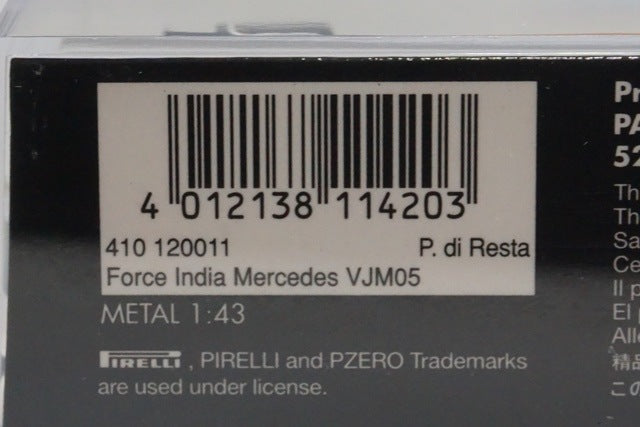 4 012138 114203
410 120011 P. di Resta
Force India Mercedes VJM05
METAL 1:43
PIRELLI , PIRELLI and PZERO Trademarks
are used under license.